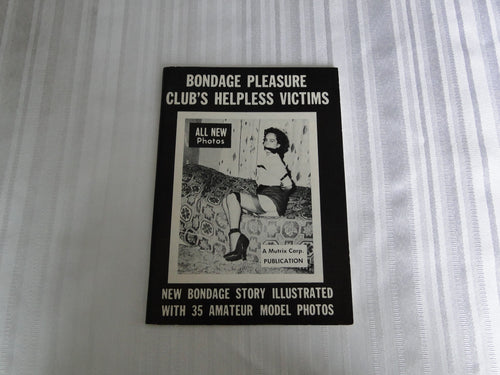 BONDAGE PLEASURE
CLUB'S HELPLESS VICTIMS
ALL NEW
Photos
A Mutrix Corp.
PUBLICATION
NEW BONDAGE STORY ILLUSTRATED
WITH 35 AMATEUR MODEL PHOTOS